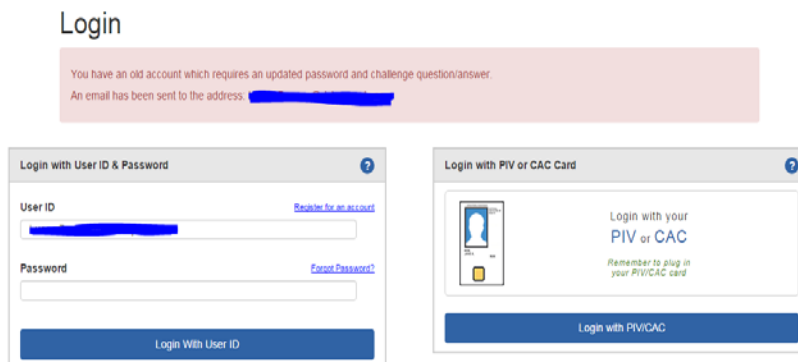 Login
You have an old account which requires an updated password and challenge question/answer.
An email has been sent to the address:
Login with User ID & Password
?
User ID
Register for an account
Password
Forgot Password?
Login With User ID
Login with PIV or CAC Card
?
Login with your
PIV or CAC
Remember to plug in
your PIV/CAC card
Login with PIV/CAC